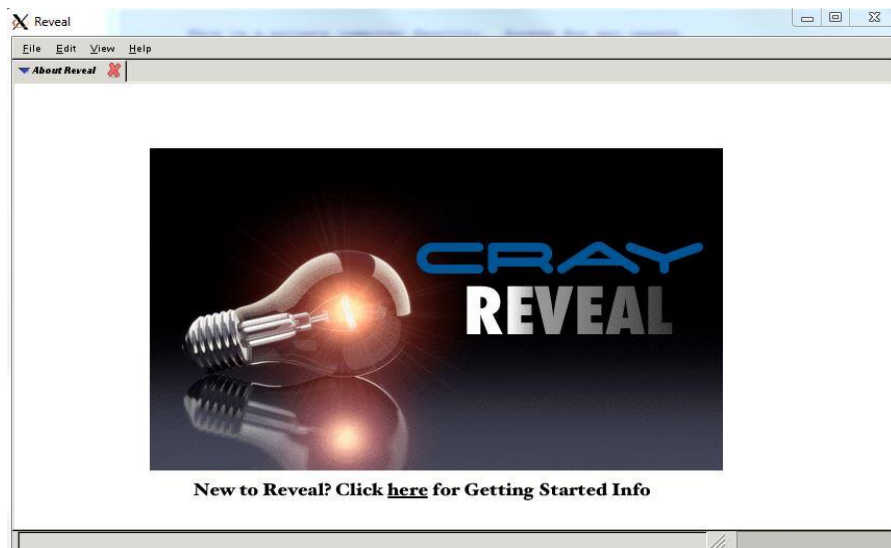 Reveal
File Edit View Help
About Reveal
CRAY
REVEAL
New to Reveal? Click here for Getting Started Info